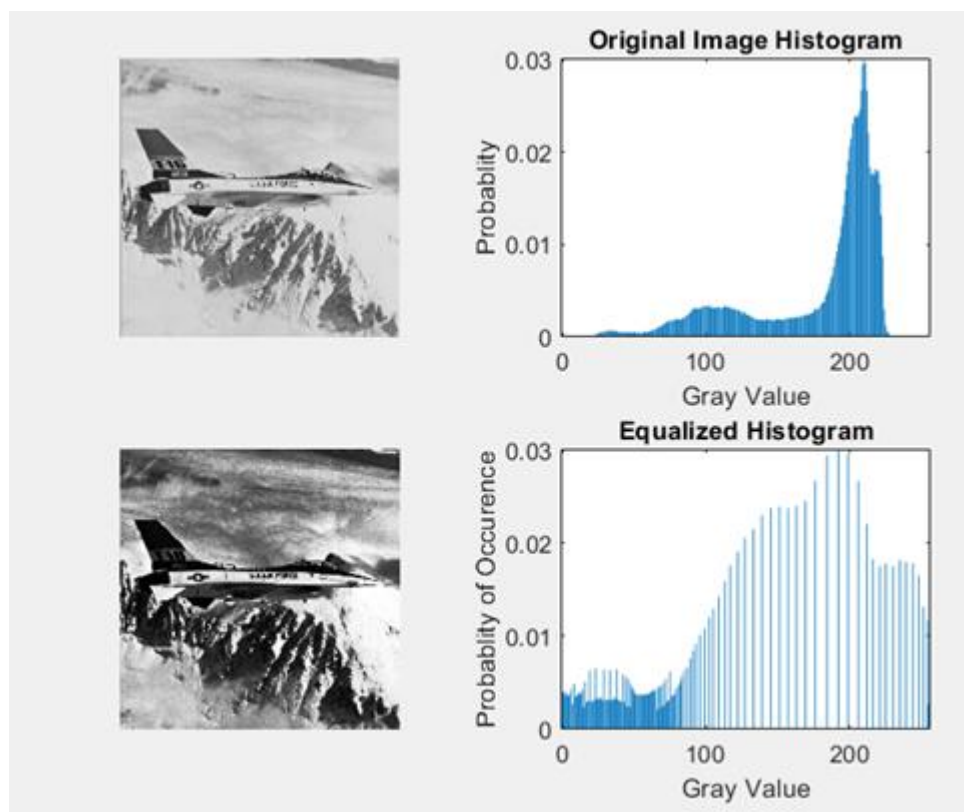 Original Image Histogram
0.03
0.02
0.01
0
Probablity
0
100
200
Gray Value
Equalized Histogram
0.03
0.02
0.01
0
Probablity of Occurence
0
100
200
Gray Value